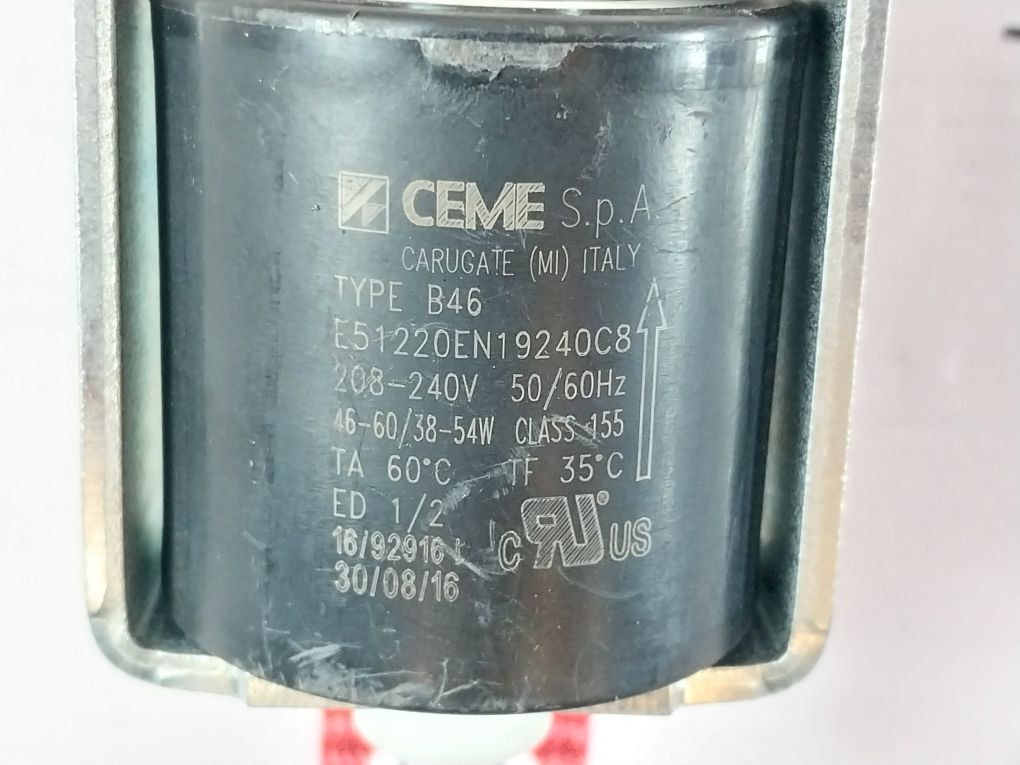 CEME S.p.A.
CARUGATE (MI) ITALY
TYPE B46
E51220EN19240C8
208-240V 50/60Hz
46-60/38-54W CLASS 155
TA 60°C TF 35°C
ED 1/2
16/92916
30/08/16
C RU® US